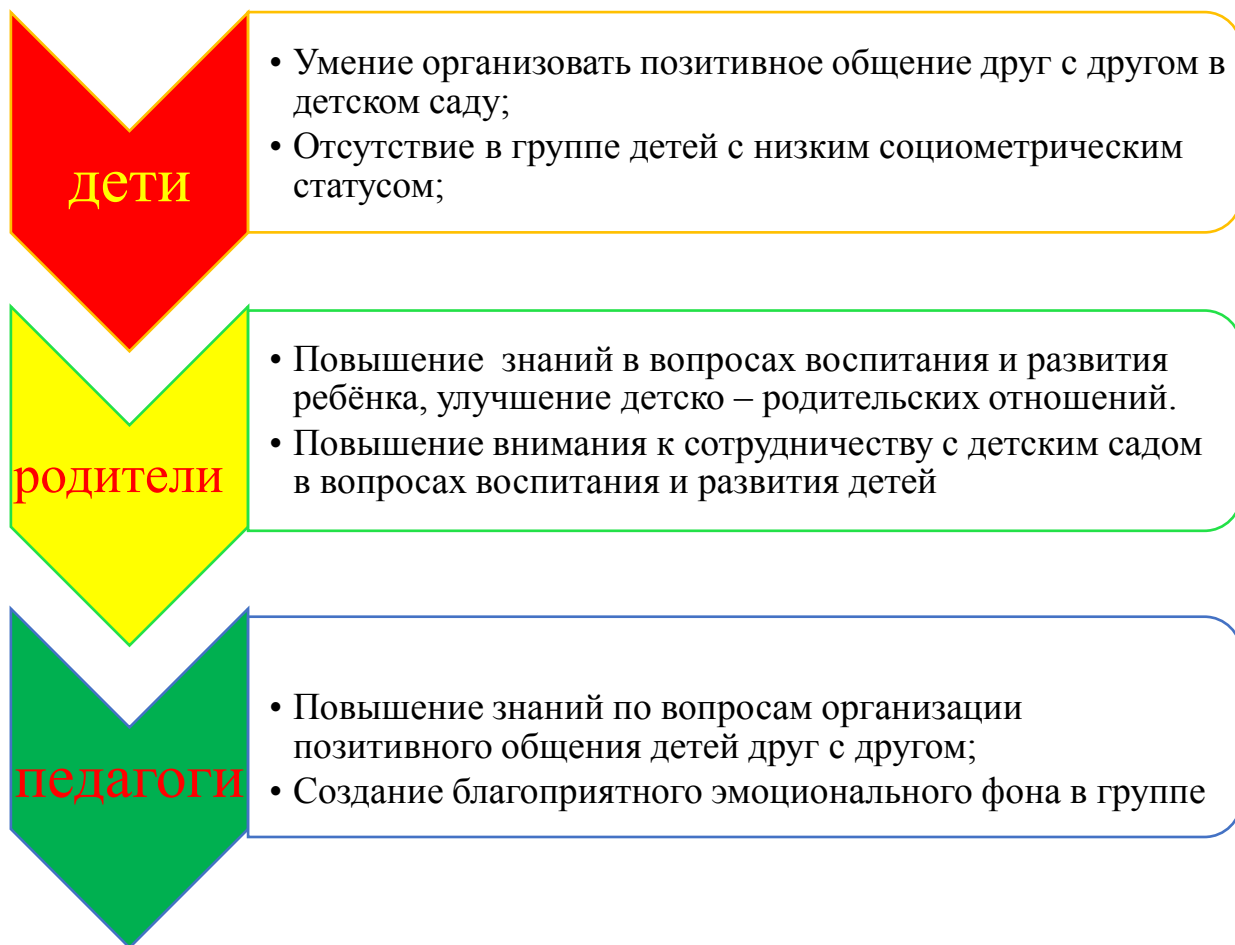 дети
• Умение организовать позитивное общение друг с другом в
детском саду;
• Отсутствие в группе детей с низким социометрическим
статусом;
родители
• Повышение  знаний в вопросах воспитания и развития
ребёнка, улучшение детско – родительских отношений.
• Повышение внимания к сотрудничеству с детским садом
в вопросах воспитания и развития детей
педагоги
• Повышение знаний по вопросам организации
позитивного общения детей друг с другом;
• Создание благоприятного эмоционального фона в группе